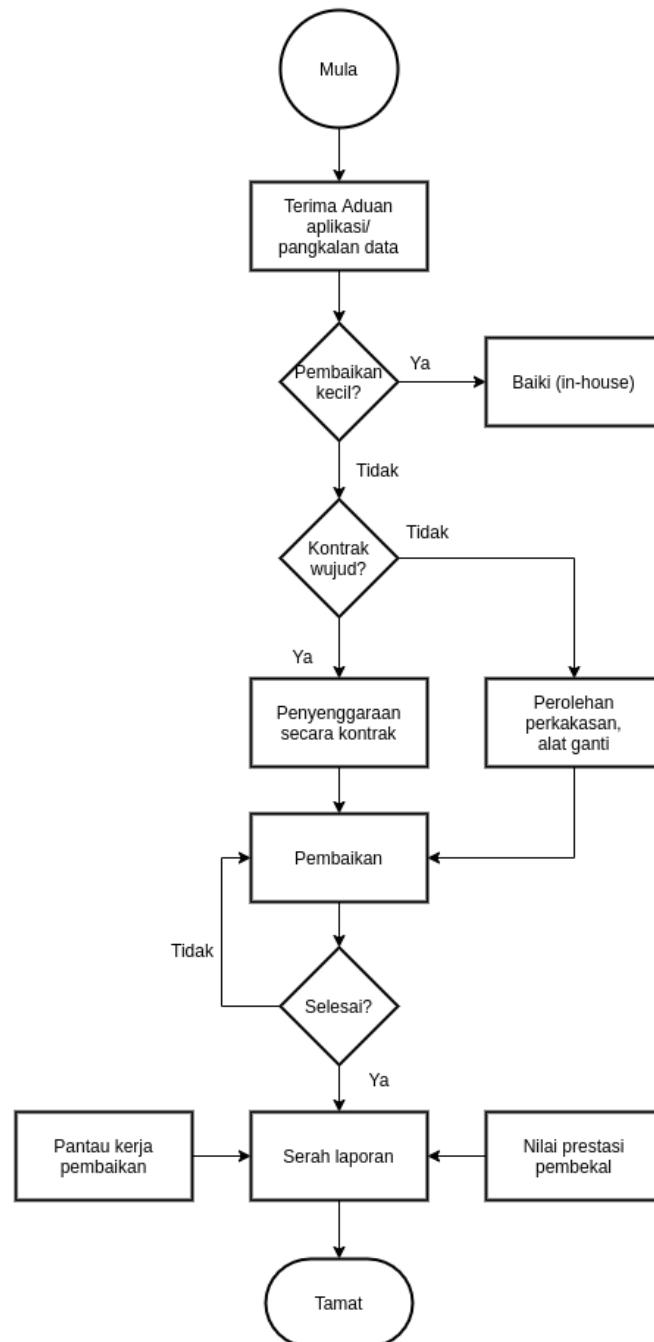 Mula
Terima Aduan
aplikasi/
pangkalan data
Pembaikan
kecil?
Ya
Baiki (in-house)
Tidak
Kontrak
wujud?
Tidak
Ya
Penyenggaraan
secara kontrak
Perolehan
perkakasan,
alat ganti
Pembaikan
Tidak
Selesai?
Ya
Pantau kerja
pembaikan
Serah laporan
Nilai prestasi
pembekal
Tamat